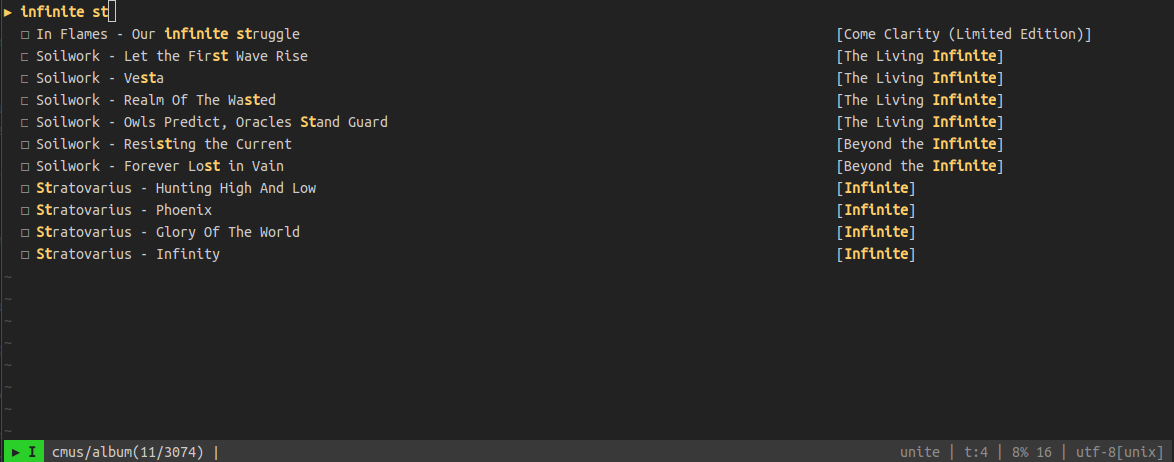 ▶ infinite st
□ In Flames - Our infinite struggle [Come Clarity (Limited Edition)]
□ Soilwork - Let the First Wave Rise [The Living Infinite]
□ Soilwork - Vesta [The Living Infinite]
□ Soilwork - Realm Of The Wasted [The Living Infinite]
□ Soilwork - Owls Predict, Oracles Stand Guard [The Living Infinite]
□ Soilwork - Resisting the Current [Beyond the Infinite]
□ Soilwork - Forever Lost in Vain [Beyond the Infinite]
□ Stratovarius - Hunting High And Low [Infinite]
□ Stratovarius - Phoenix [Infinite]
□ Stratovarius - Glory Of The World [Infinite]
□ Stratovarius - Infinity [Infinite]
~
~
~
~
~
~
~
~
▶ I cmus/album(11/3074) | unite | t:4 | 8% 16 | utf-8[unix]